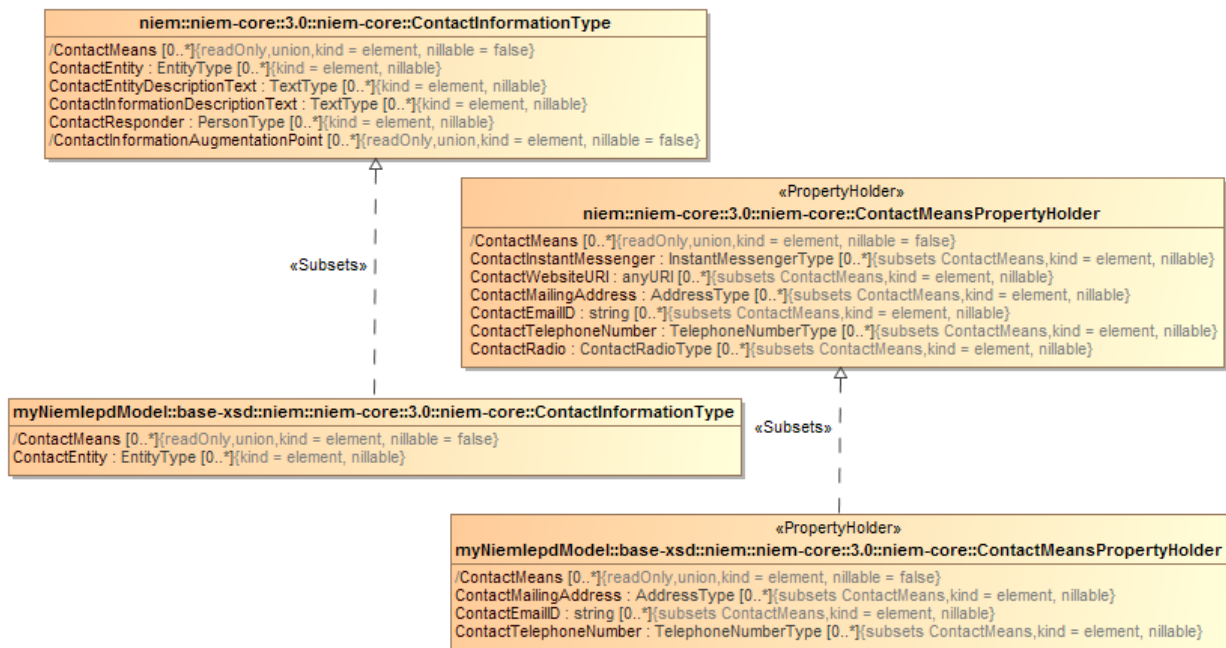 niem::niem-core::3.0::niem-core::ContactInformationType
/ContactMeans [0..*]{readOnly,union,kind = element, nillable = false}
ContactEntity : EntityType [0..*]{kind = element, nillable}
ContactEntityDescriptionText : TextType [0..*]{kind = element, nillable}
ContactInformationDescriptionText : TextType [0..*]{kind = element, nillable}
ContactResponder : PersonType [0..*]{kind = element, nillable}
/ContactInformationAugmentationPoint [0..*]{readOnly,union,kind = element, nillable = false}
«PropertyHolder»
niem::niem-core::3.0::niem-core::ContactMeansPropertyHolder
/ContactMeans [0..*]{readOnly,union,kind = element, nillable = false}
ContactInstantMessenger : InstantMessengerType [0..*]{subsets ContactMeans,kind = element, nillable}
ContactWebsiteURI : anyURI [0..*]{subsets ContactMeans,kind = element, nillable}
ContactMailingAddress : AddressType [0..*]{subsets ContactMeans,kind = element, nillable}
ContactEmailID : string [0..*]{subsets ContactMeans,kind = element, nillable}
ContactTelephoneNumber : TelephoneNumberType [0..*]{subsets ContactMeans,kind = element, nillable}
ContactRadio : ContactRadioType [0..*]{subsets ContactMeans,kind = element, nillable}
«Subsets»
myNiemIepdModel::base-xsd::niem::niem-core::3.0::niem-core::ContactInformationType
/ContactMeans [0..*]{readOnly,union,kind = element, nillable = false}
ContactEntity : EntityType [0..*]{kind = element, nillable}
«Subsets»
«PropertyHolder»
myNiemIepdModel::base-xsd::niem::niem-core::3.0::niem-core::ContactMeansPropertyHolder
/ContactMeans [0..*]{readOnly,union,kind = element, nillable = false}
ContactMailingAddress : AddressType [0..*]{subsets ContactMeans,kind = element, nillable}
ContactEmailID : string [0..*]{subsets ContactMeans,kind = element, nillable}
ContactTelephoneNumber : TelephoneNumberType [0..*]{subsets ContactMeans,kind = element, nillable}